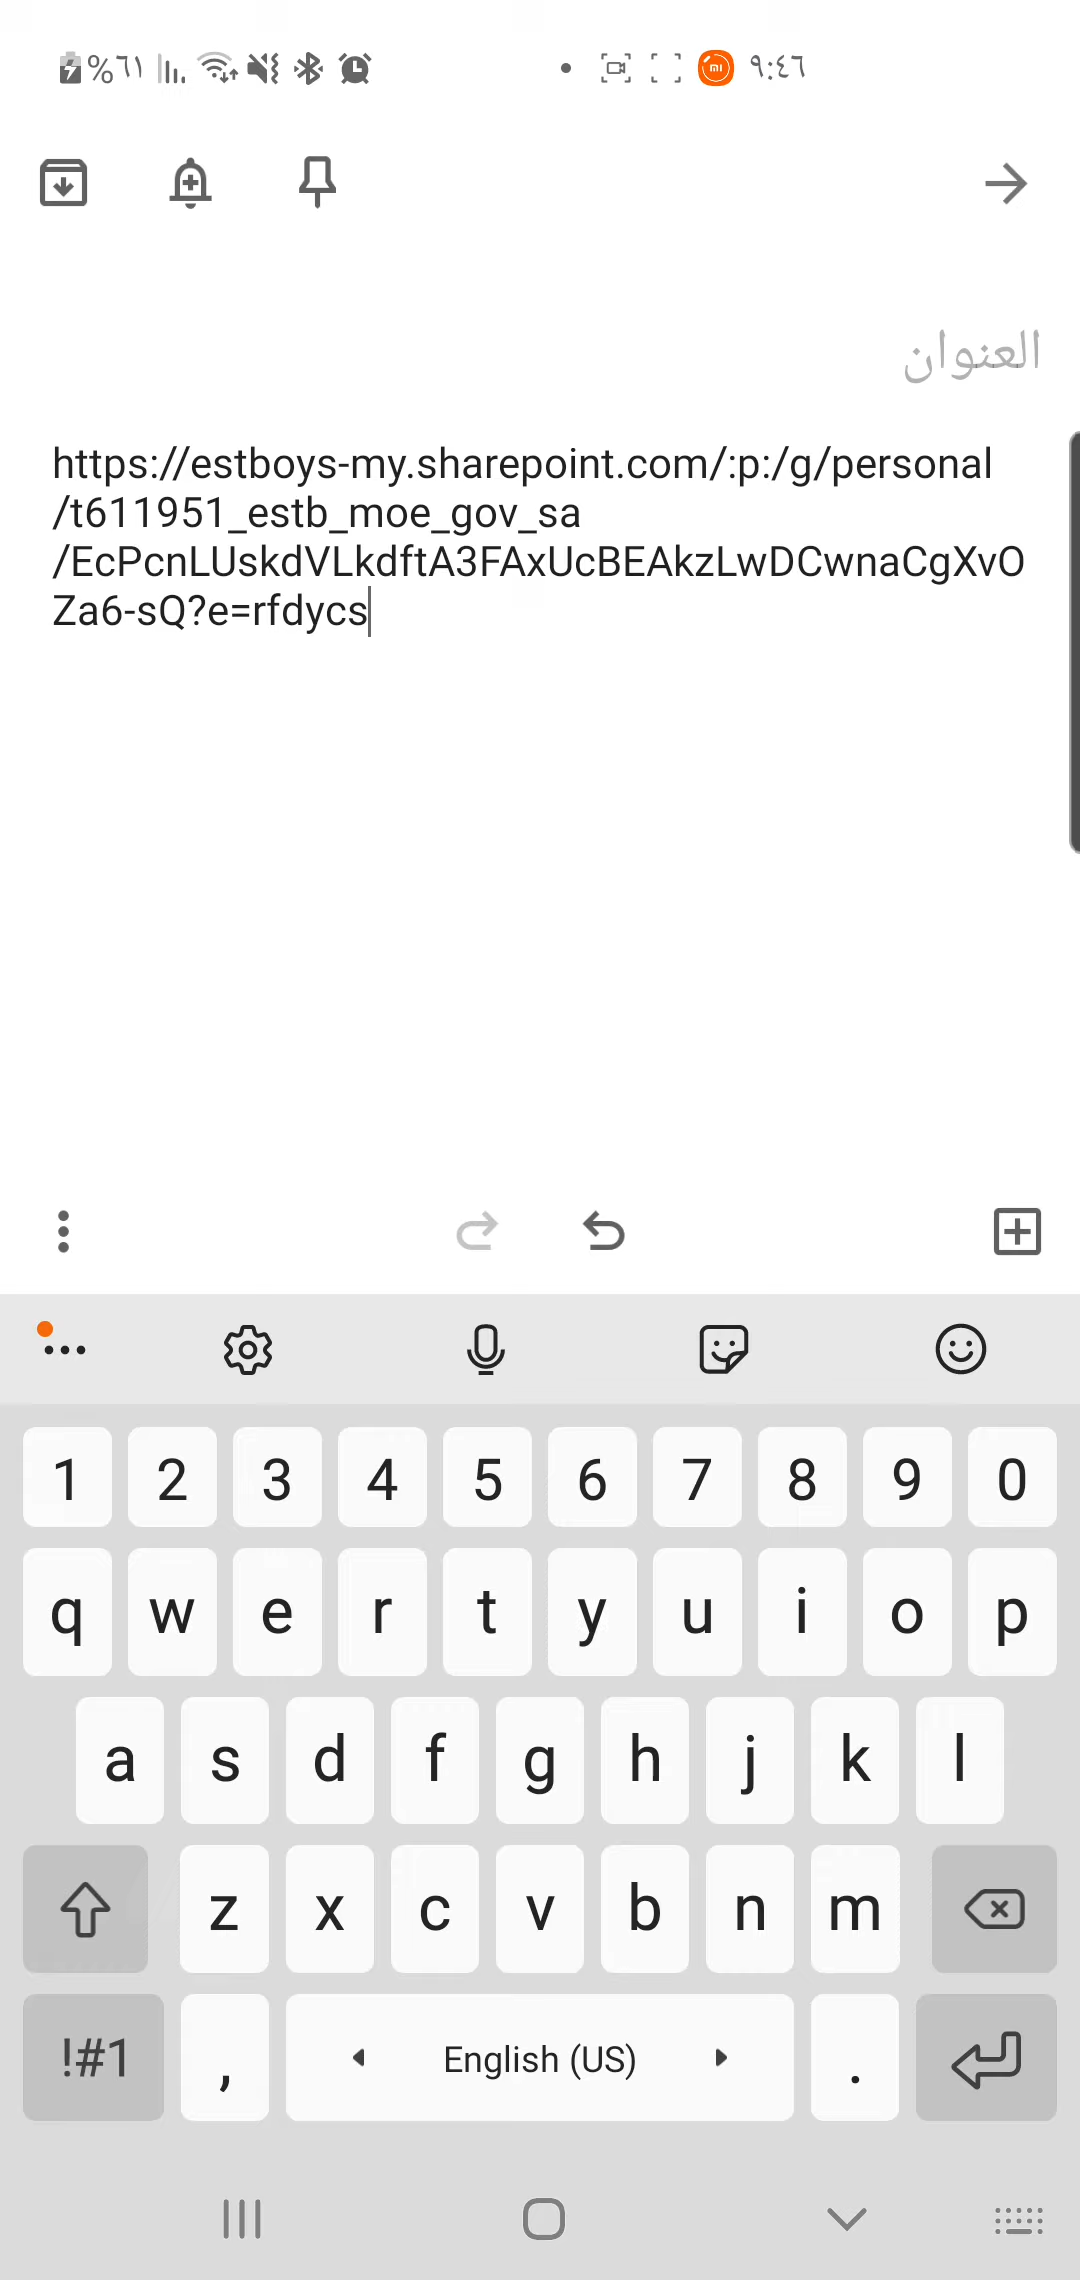 %٦١ ٩:٤٦
العنوان
https://estboys-my.sharepoint.com/:p:/g/personal
/t611951_estb_moe_gov_sa
/EcPcnLUskdVLkdftA3FAxUcBEAkzLwDCwnaCgXvO
Za6-sQ?e=rfdycs
1 2 3 4 5 6 7 8 9 0
q w e r t y u i o p
a s d f g h j k l
z x c v b n m
!#1 , English (US) .